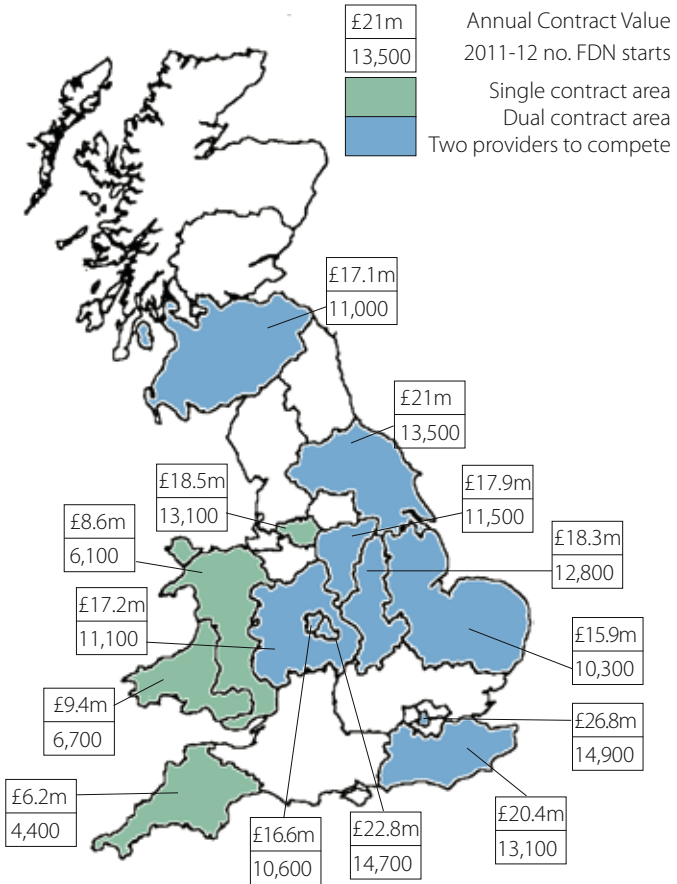 £21m
13,500
Annual Contract Value
2011-12 no. FDN starts
Single contract area
Dual contract area
Two providers to compete
£17.1m
11,000
£21m
13,500
£18.5m
13,100
£17.9m
11,500
£8.6m
6,100
£18.3m
12,800
£17.2m
11,100
£15.9m
10,300
£9.4m
6,700
£26.8m
14,900
£6.2m
4,400
£16.6m
10,600
£22.8m
14,700
£20.4m
13,100